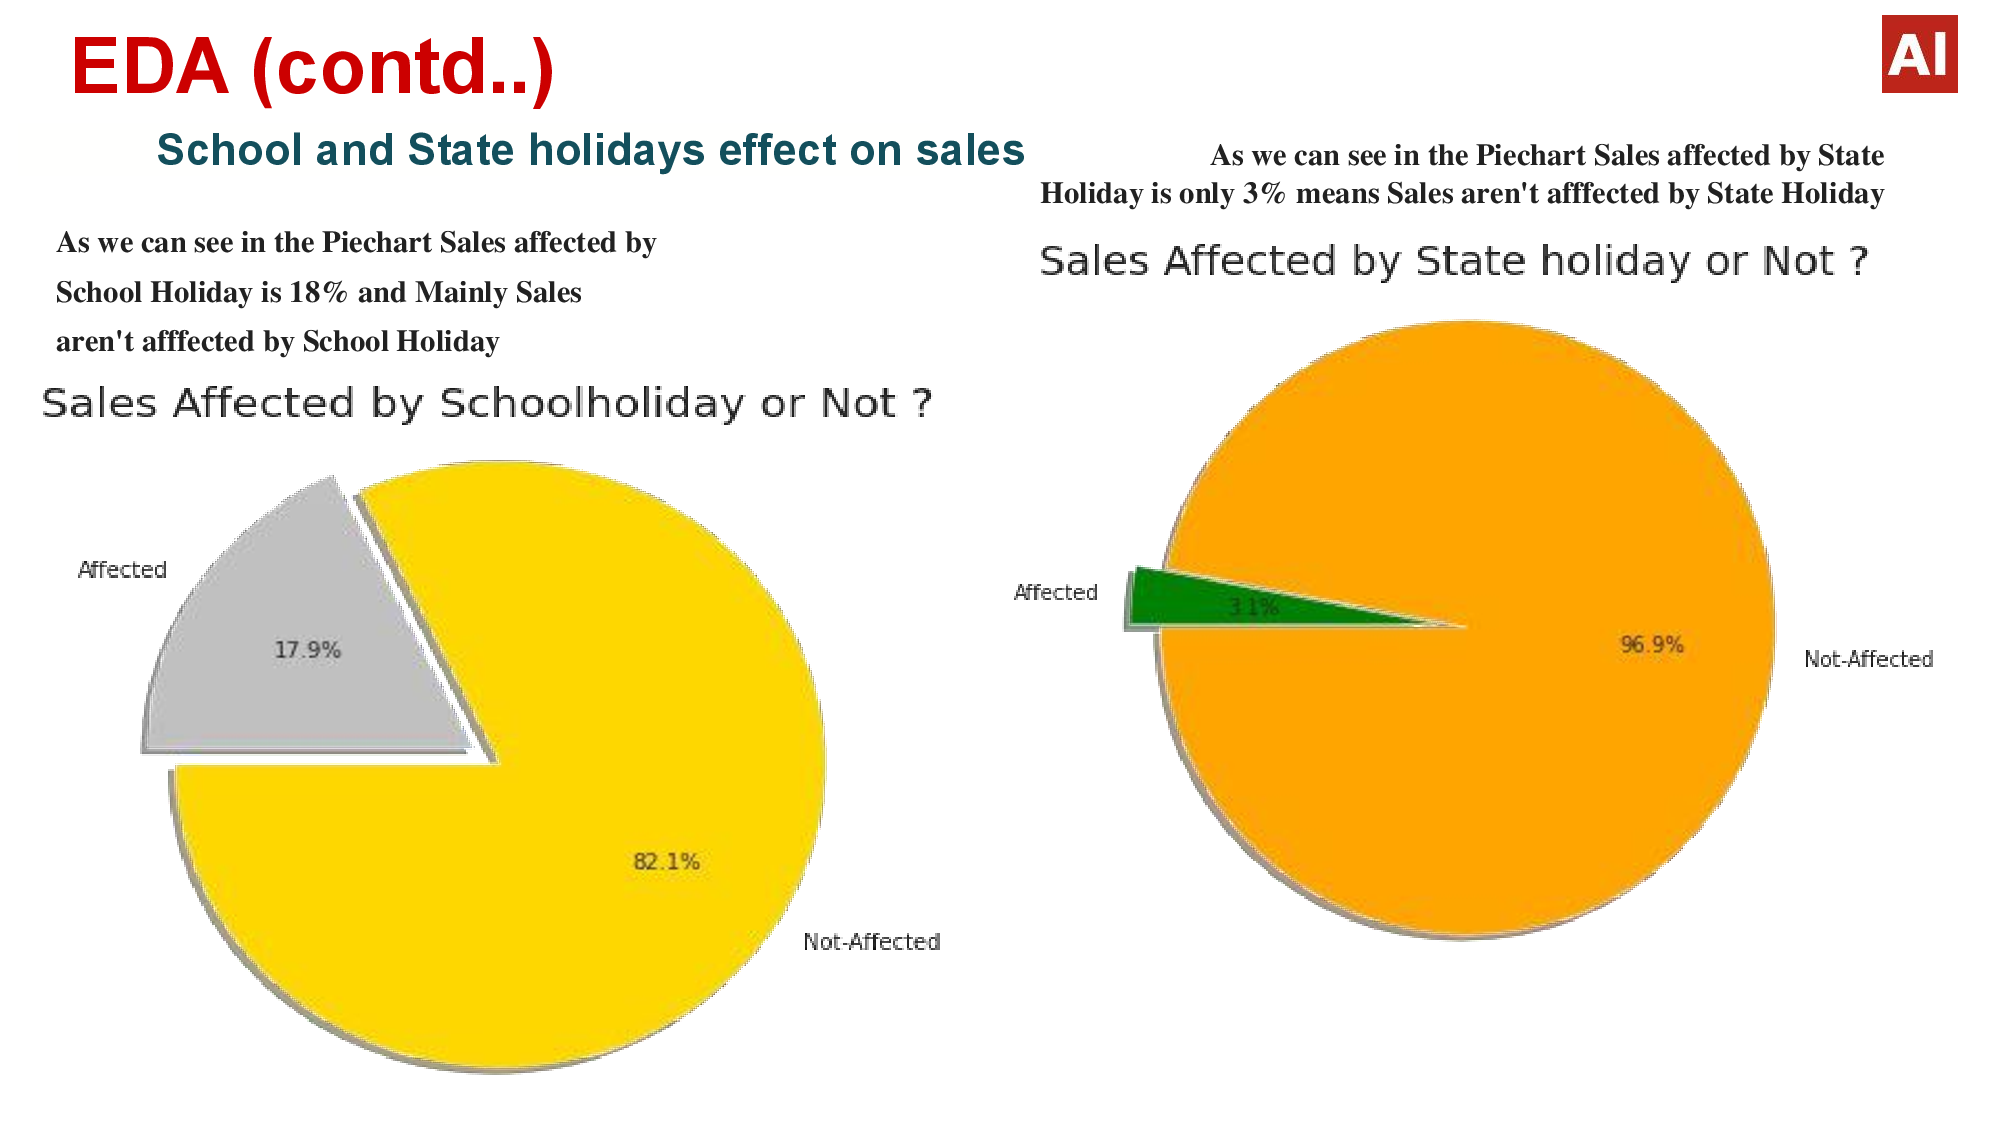 EDA (contd..)
AI
School and State holidays effect on sales
As we can see in the Piechart Sales affected by
School Holiday is 18% and Mainly Sales
aren't afffected by School Holiday
Sales Affected by Schoolholiday or Not ?
Affected
17.9%
82.1%
Not-Affected
As we can see in the Piechart Sales affected by State
Holiday is only 3% means Sales aren't afffected by State Holiday
Sales Affected by State holiday or Not ?
Affected
3.1%
96.9%
Not-Affected